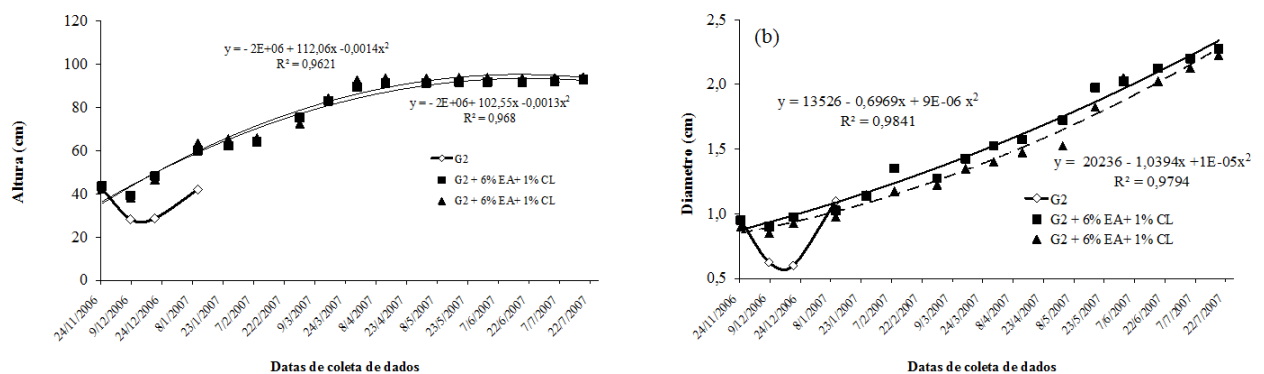 120
100
80
60
40
20
0
Altura (cm)
y = - 2E+06 + 112,06x -0,0014x²
R² = 0,9621
y = - 2E+06+ 102,55x -0,0013x²
R² = 0,968
G2
G2 + 6% EA+ 1% CL
G2 + 6% EA+ 1% CL
24/11/2006
9/12/2006
24/12/2006
8/1/2007
23/1/2007
7/2/2007
22/2/2007
9/3/2007
24/3/2007
8/4/2007
23/4/2007
8/5/2007
23/5/2007
7/6/2007
22/6/2007
7/7/2007
22/7/2007
Datas de coleta de dados
(b)
2,5
2,0
1,5
1,0
0,5
Diametro (cm)
y = 13526 - 0,6969x + 9E-06 x²
R² = 0,9841
y = 20236 - 1,0394x +1E-05x²
R² = 0,9794
G2
G2 + 6% EA+ 1% CL
G2 + 6% EA+ 1% CL
24/11/2006
9/12/2006
24/12/2006
8/1/2007
23/1/2007
7/2/2007
22/2/2007
9/3/2007
24/3/2007
8/4/2007
23/4/2007
8/5/2007
23/5/2007
7/6/2007
22/6/2007
7/7/2007
22/7/2007
Datas de coleta de dados